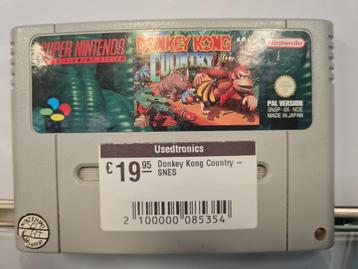 SUPER NINTENDO
ENTERTAINMENT SYSTEM
DONKEY KONG
COUNTRY
Nintendo
PAL VERSION
SNSP-8X-NOE
MADE IN JAPAN
Usedtronics
€ 19 95 Donkey Kong Country –
SNES
2 100000 085354